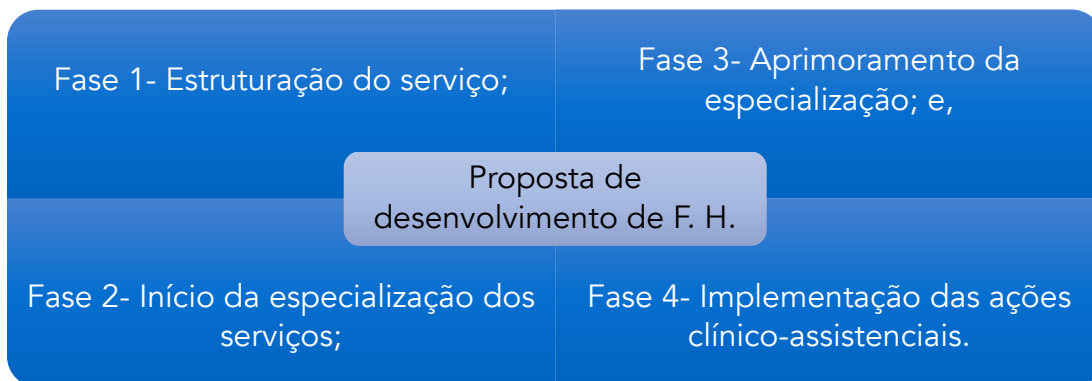 Fase 1- Estruturação do serviço;
Fase 3- Aprimoramento da
especialização; e,
Proposta de
desenvolvimento de F. H.
Fase 2- Início da especialização dos
serviços;
Fase 4- Implementação das ações
clínico-assistenciais.